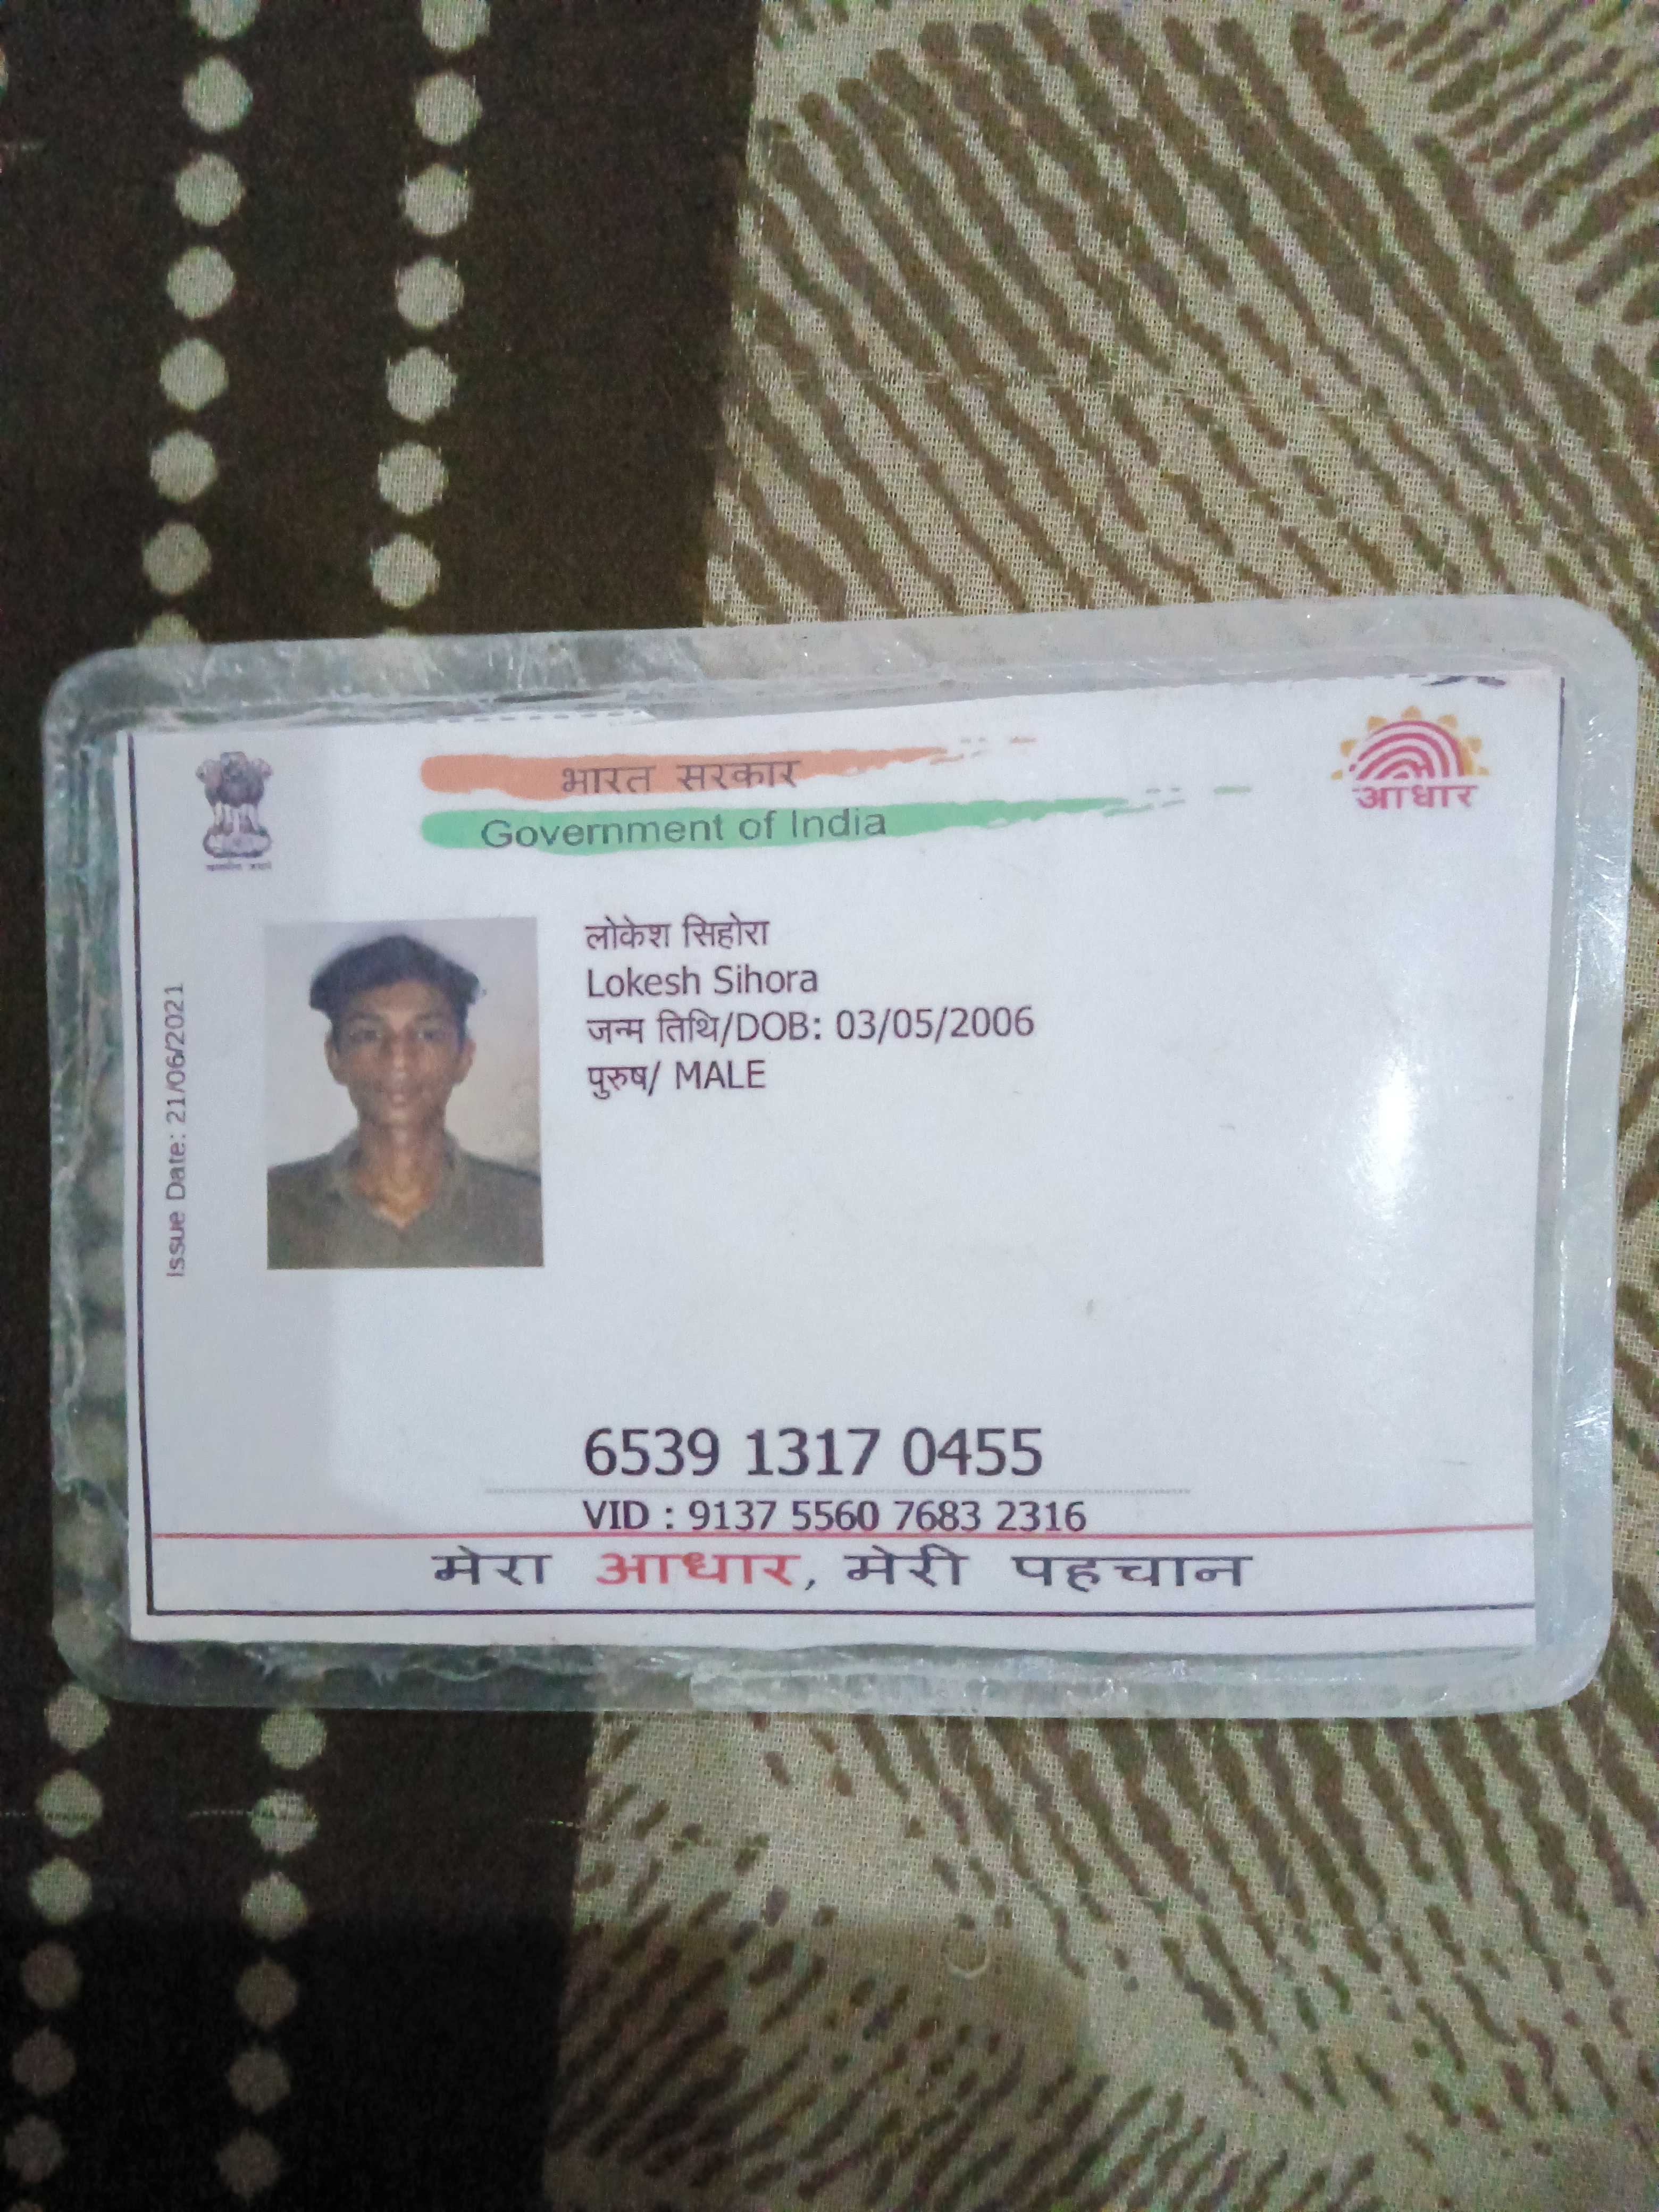 भारत सरकार
Government of India
आधार
Issue Date: 21/06/2021
लोकेश सिहोरा
Lokesh Sihora
जन्म तिथि/DOB: 03/05/2006
पुरुष/ MALE
6539 1317 0455
VID : 9137 5560 7683 2316
मेरा आधार, मेरी पहचान